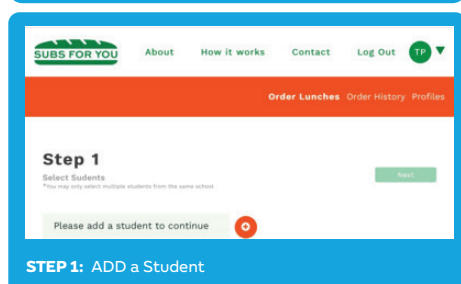 SUBS FOR YOU About How it works Contact Log Out TP
Order Lunches Order History Profiles
Step 1
Select Sudents
*You may only select multiple students from the same school
Next
Please add a student to continue
STEP 1: ADD a Student